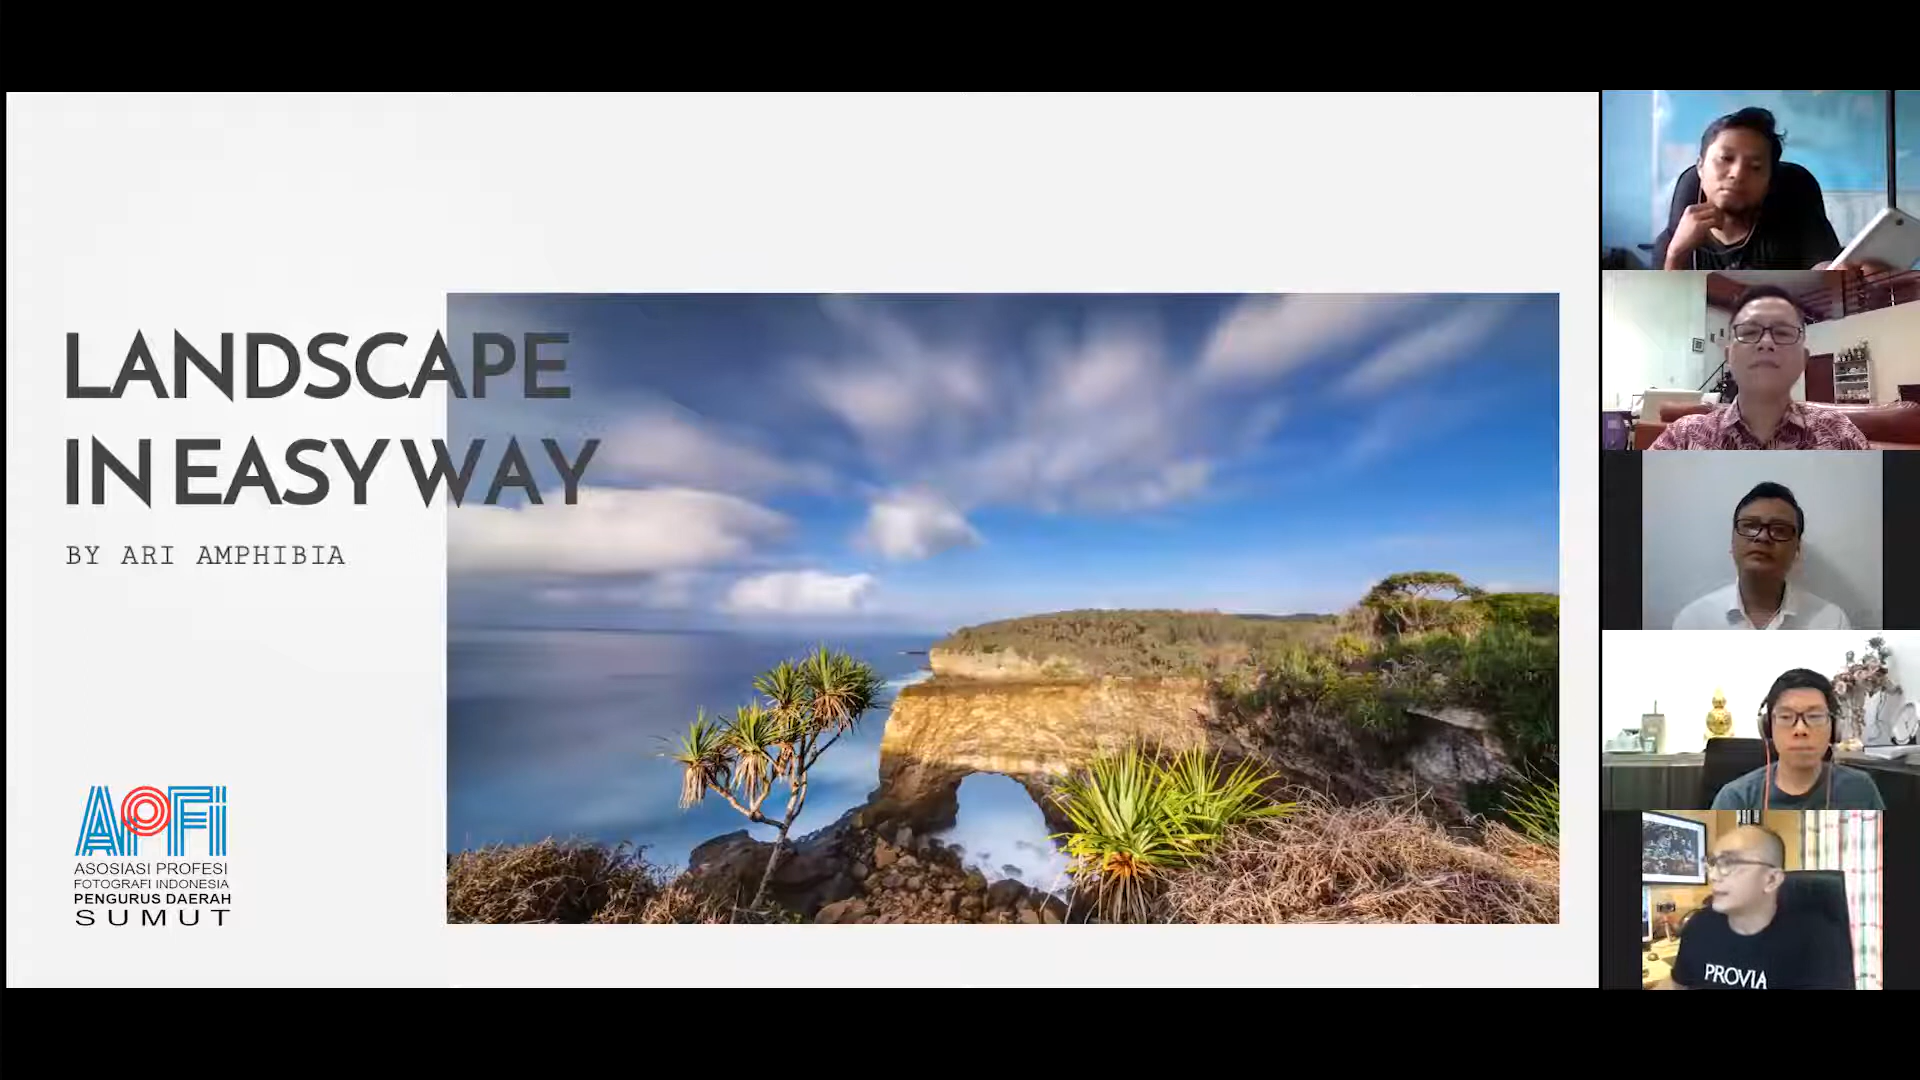 LANDSCAPE
IN EASY WAY
BY ARI AMPHIBIA
APFI
ASOSIASI PROFESI
FOTOGRAFI INDONESIA
PENGURUS DAERAH
SUMUT
PROVIA